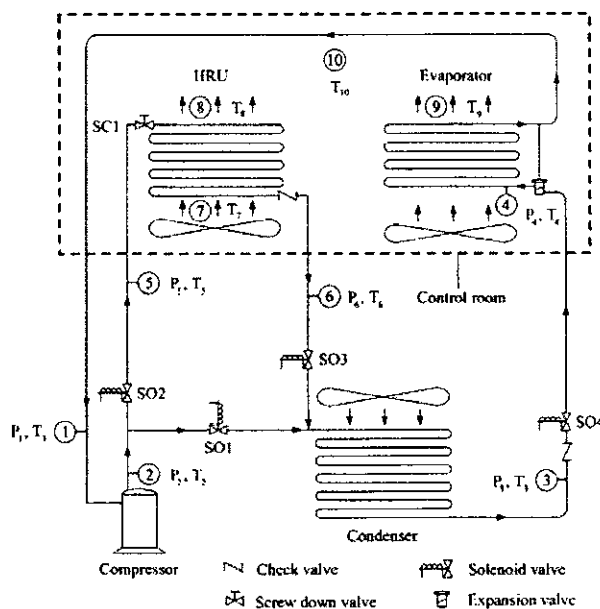 10
HRU
T10
Evaporator
8
T8
9
T9
SC1
7
T7
4
P4, T4
5
P5, T5
Control room
6
P6, T6
SO3
SO2
SO1
SO4
P1, T1
1
2
P2, T2
P3, T3
3
Condenser
Compressor
Check valve
Solenoid valve
Screw down valve
Expansion valve